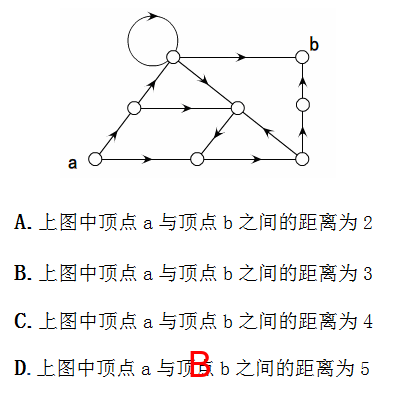 b
a
A. 上图中顶点 a 与顶点 b 之间的距离为 2
B. 上图中顶点 a 与顶点 b 之间的距离为 3
C. 上图中顶点 a 与顶点 b 之间的距离为 4
D. 上图中顶点 a 与顶点 b 之间的距离为 5
B